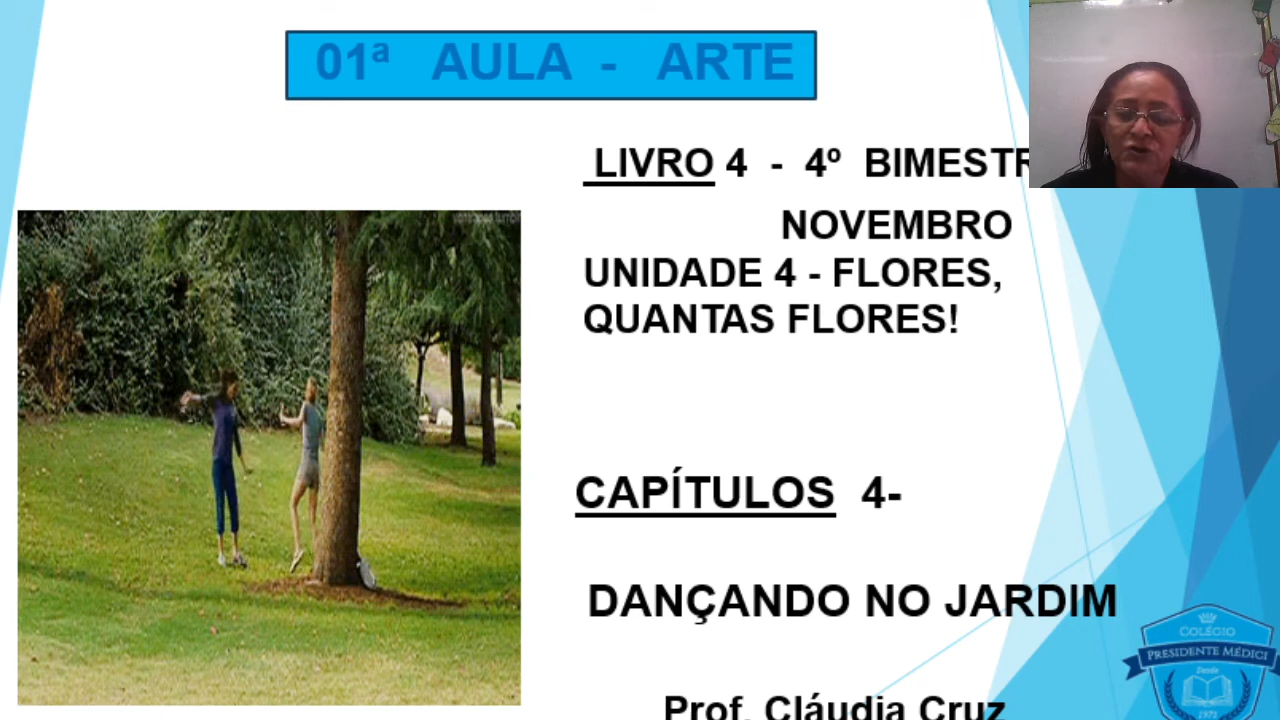 01ª AULA - ARTE
LIVRO 4 - 4º BIMESTR
NOVEMBRO
UNIDADE 4 - FLORES,
QUANTAS FLORES!
CAPÍTULOS 4-
DANÇANDO NO JARDIM
Prof. Cláudia Cruz
COLÉGIO
PRESIDENTE MÉDICI
Desde